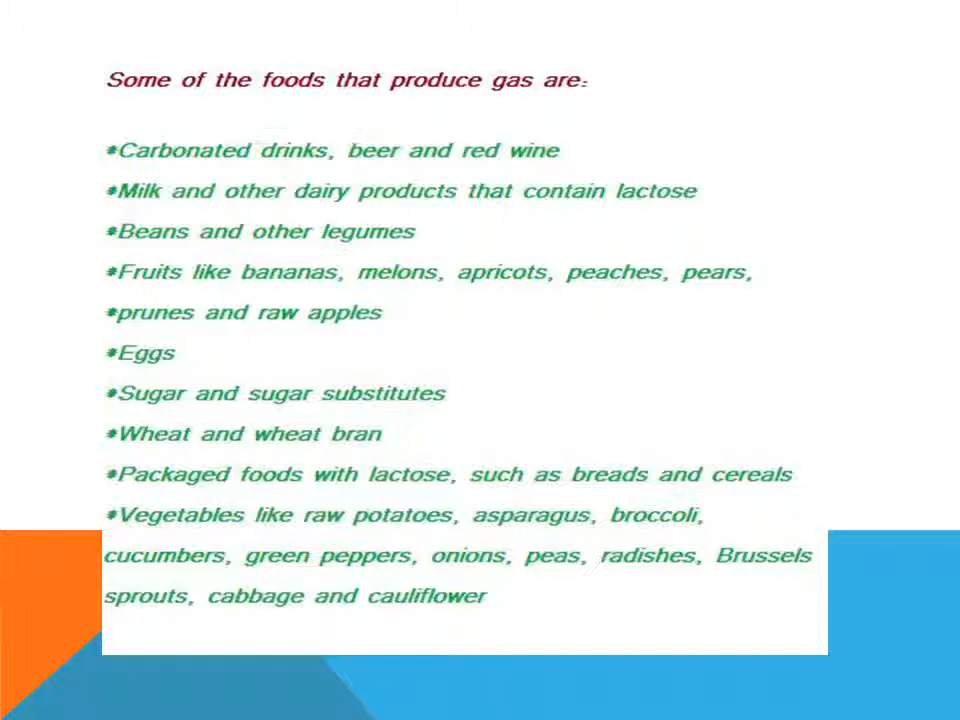 Some of the foods that produce gas are:
*Carbonated drinks, beer and red wine
*Milk and other dairy products that contain lactose
*Beans and other legumes
*Fruits like bananas, melons, apricots, peaches, pears,
*prunes and raw apples
*Eggs
*Sugar and sugar substitutes
*Wheat and wheat bran
*Packaged foods with lactose, such as breads and cereals
*Vegetables like raw potatoes, asparagus, broccoli,
cucumbers, green peppers, onions, peas, radishes, Brussels
sprouts, cabbage and cauliflower